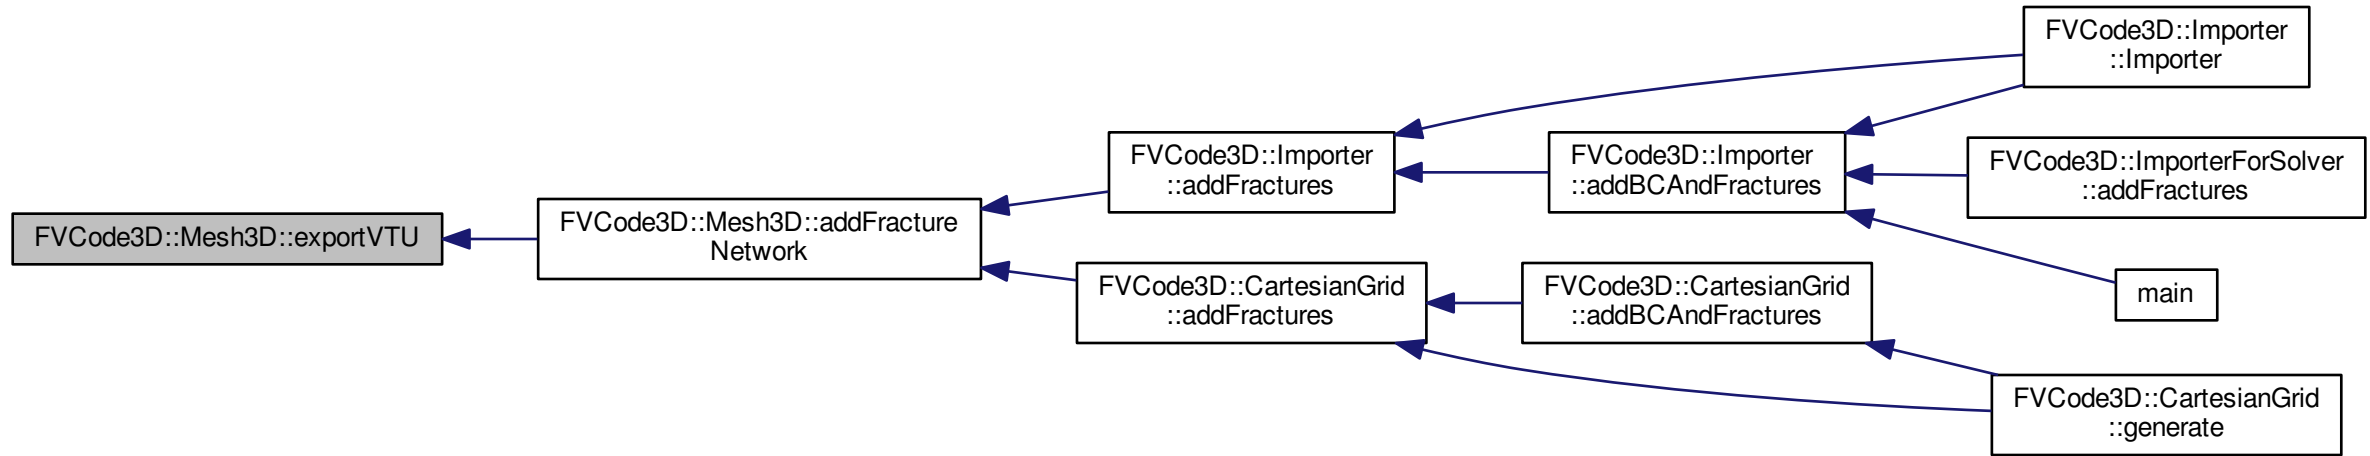 FVCode3D::Mesh3D::exportVTU
FVCode3D::Mesh3D::addFracture
Network
FVCode3D::Importer
::addFractures
FVCode3D::CartesianGrid
::addFractures
FVCode3D::Importer
::addBCAndFractures
FVCode3D::CartesianGrid
::addBCAndFractures
FVCode3D::Importer
::Importer
FVCode3D::ImporterForSolver
::addFractures
main
FVCode3D::CartesianGrid
::generate